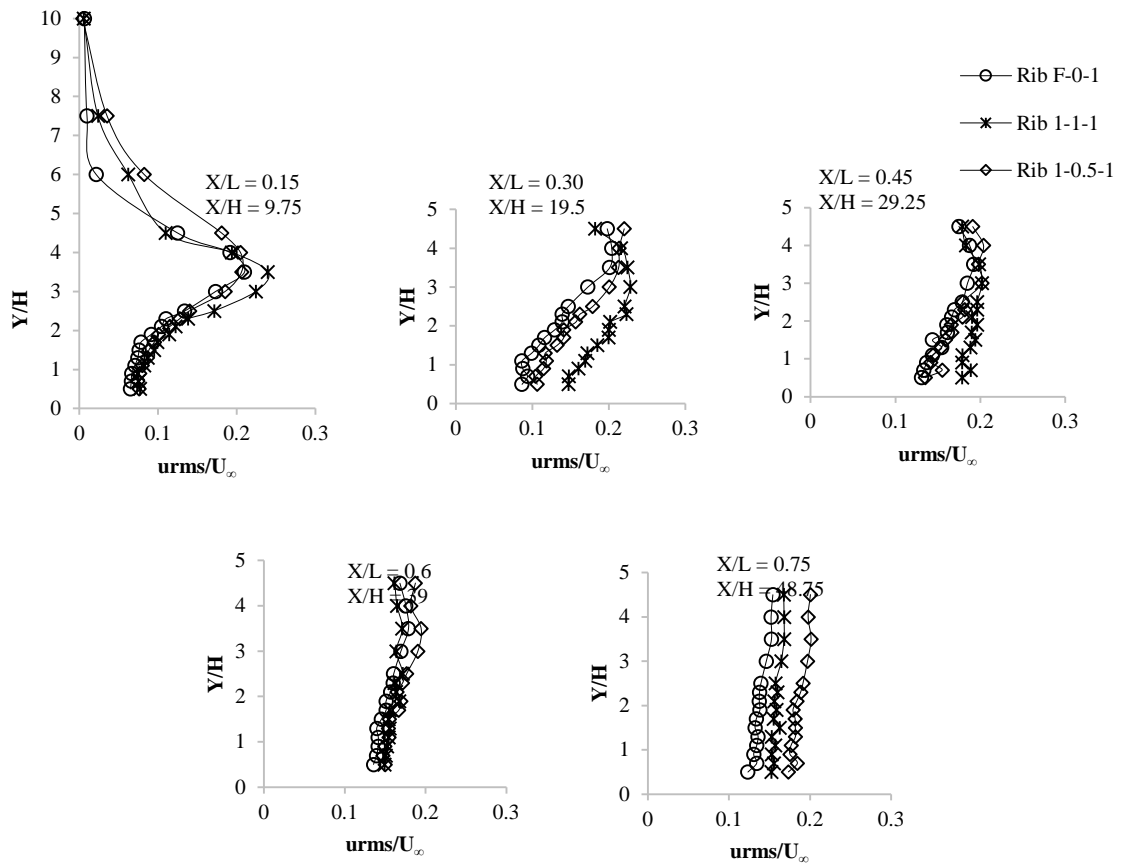 10
9
8
7
6
5
4
3
2
1
0
Y/H
X/L = 0.15
X/H = 9.75
0
0.1
0.2
0.3
urms/U∞
5
4
3
2
1
0
Y/H
X/L = 0.30
X/H = 19.5
0
0.1
0.2
0.3
urms/U∞
5
4
3
2
1
0
Y/H
X/L = 0.45
X/H = 29.25
0
0.1
0.2
0.3
urms/U∞
Rib F-0-1
Rib 1-1-1
Rib 1-0.5-1
5
4
3
2
1
0
Y/H
X/L = 0.6
X/H = 39
0
0.1
0.2
0.3
urms/U∞
5
4
3
2
1
0
Y/H
X/L = 0.75
X/H = 48.75
0
0.1
0.2
0.3
urms/U∞